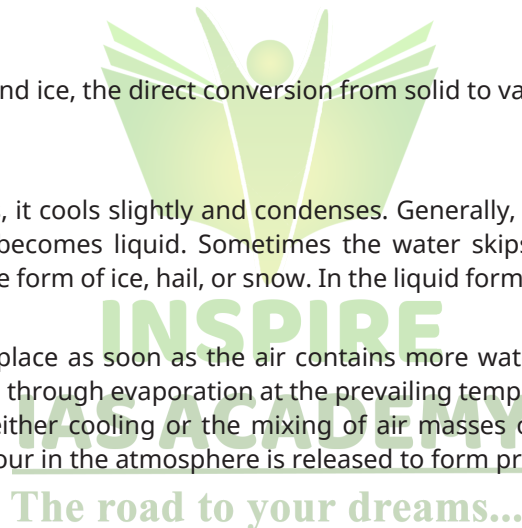 nd ice, the direct conversion from solid to va
, it cools slightly and condenses. Generally,
becomes liquid. Sometimes the water skips
e form of ice, hail, or snow. In the liquid form
place as soon as the air contains more wat
through evaporation at the prevailing temp
either cooling or the mixing of air masses o
our in the atmosphere is released to form pr
INSPIRE
IAS ACADEMY
The road to your dreams...